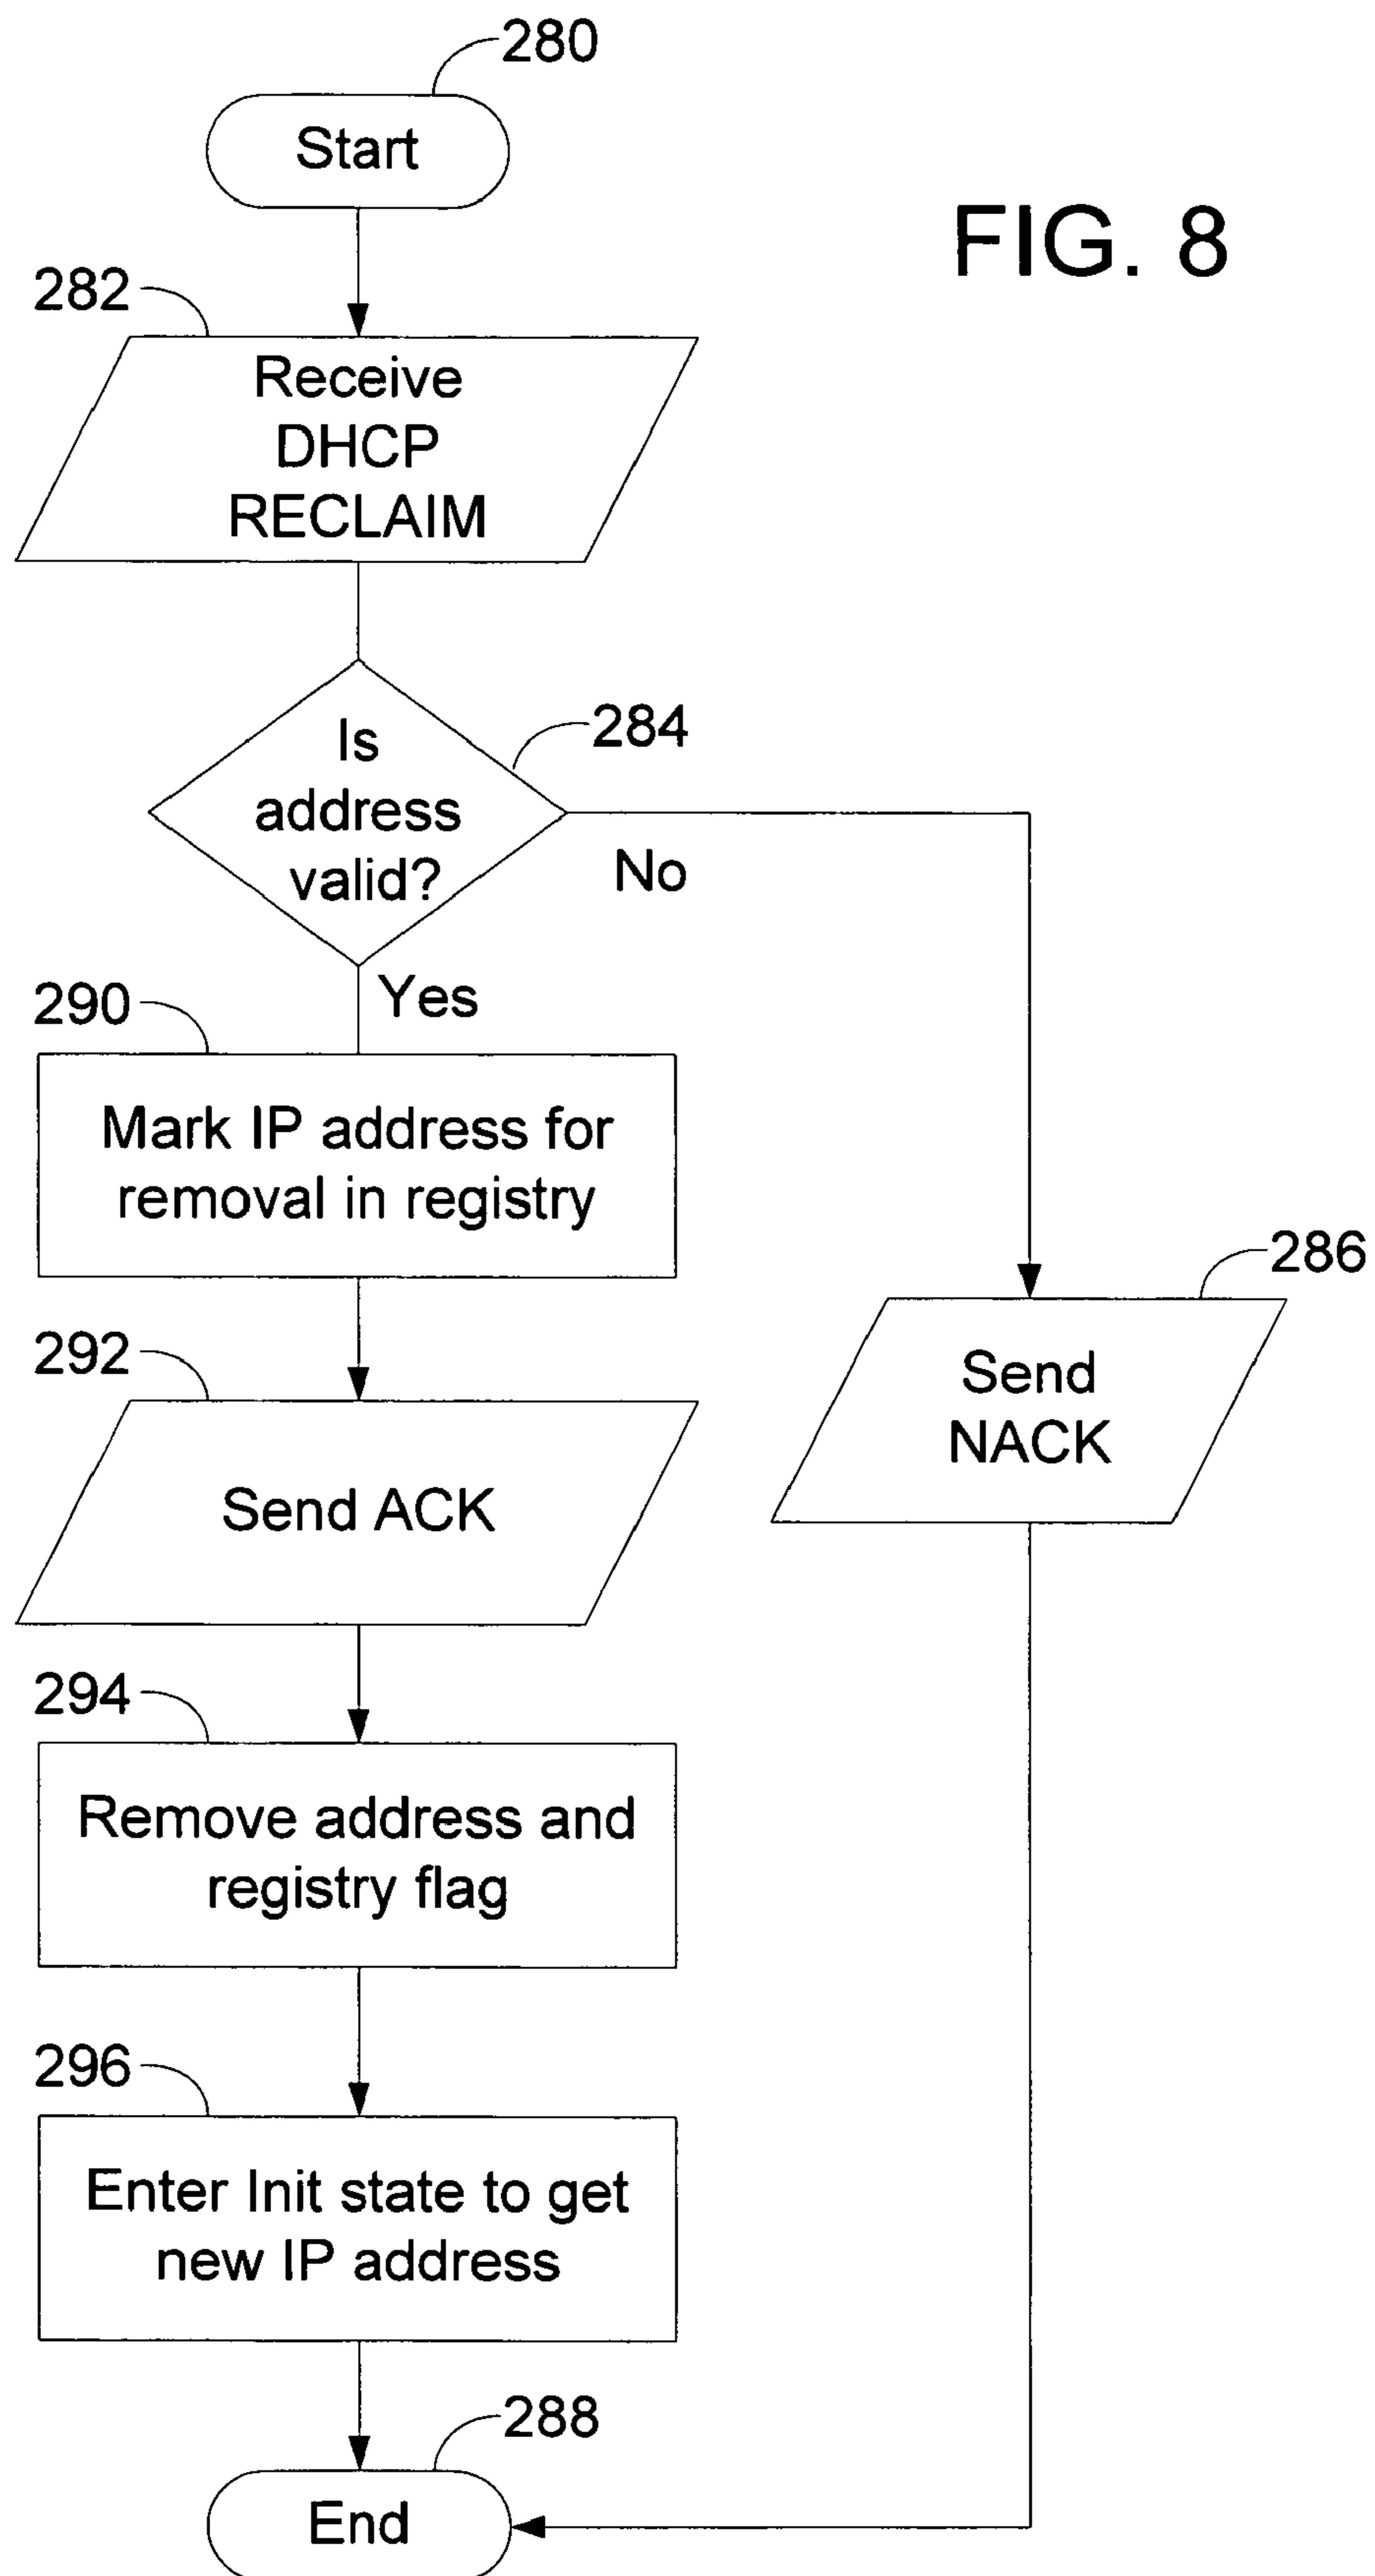 280
Start
FIG. 8
282
Receive
DHCP
RECLAIM
284
Is
address
valid?
No
Yes
290
Mark IP address for
removal in registry
286
Send
NACK
292
Send ACK
294
Remove address and
registry flag
296
Enter Init state to get
new IP address
288
End